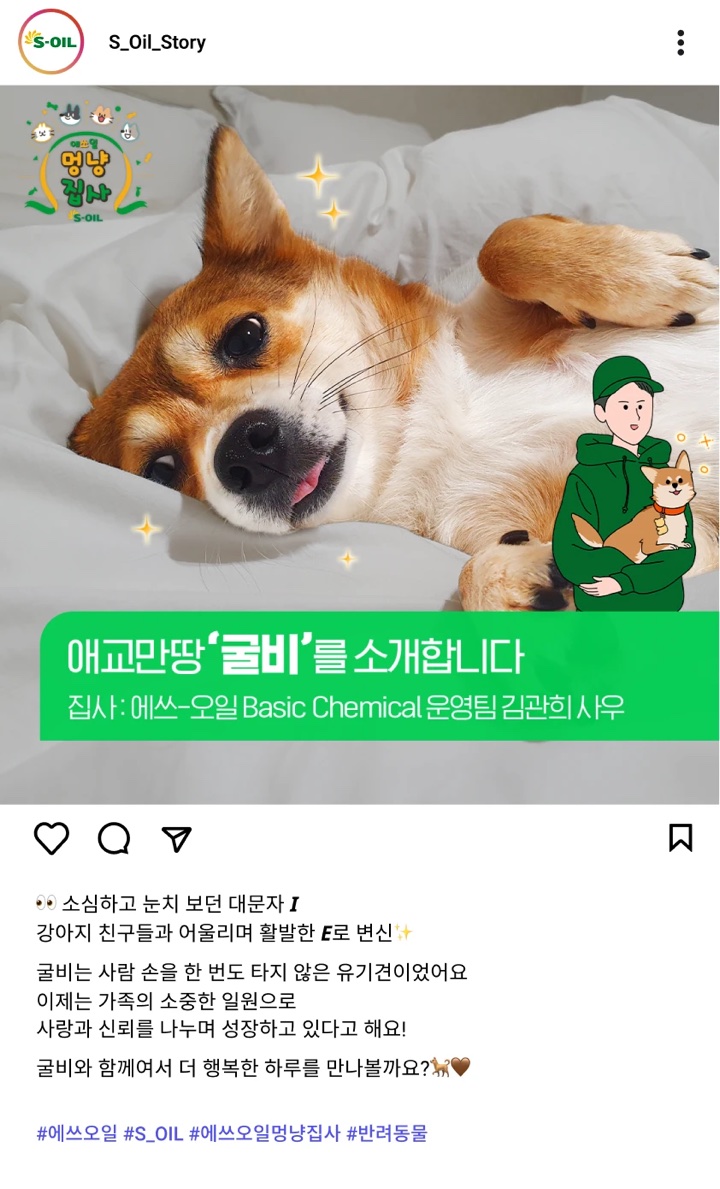 S-OIL
S_Oil_Story
에쓰오일
멍냥
집사
S-OIL
애교만땅 ‘굴비’를 소개합니다
집사 : 에쓰-오일 Basic Chemical 운영팀 김관희 사우
👀 소심하고 눈치 보던 대문자 I
강아지 친구들과 어울리며 활발한 E로 변신✨
굴비는 사람 손을 한 번도 타지 않은 유기견이었어요
이제는 가족의 소중한 일원으로
사랑과 신뢰를 나누며 성장하고 있다고 해요!
굴비와 함께여서 더 행복한 하루를 만나볼까요?🐕🤎
#에쓰오일 #S_OIL #에쓰오일멍냥집사 #반려동물